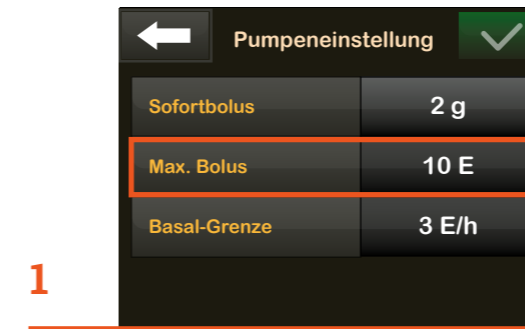 Pumpeneinstellung
Sofortbolus 2 g
Max. Bolus 10 E
Basal-Grenze 3 E/h
1